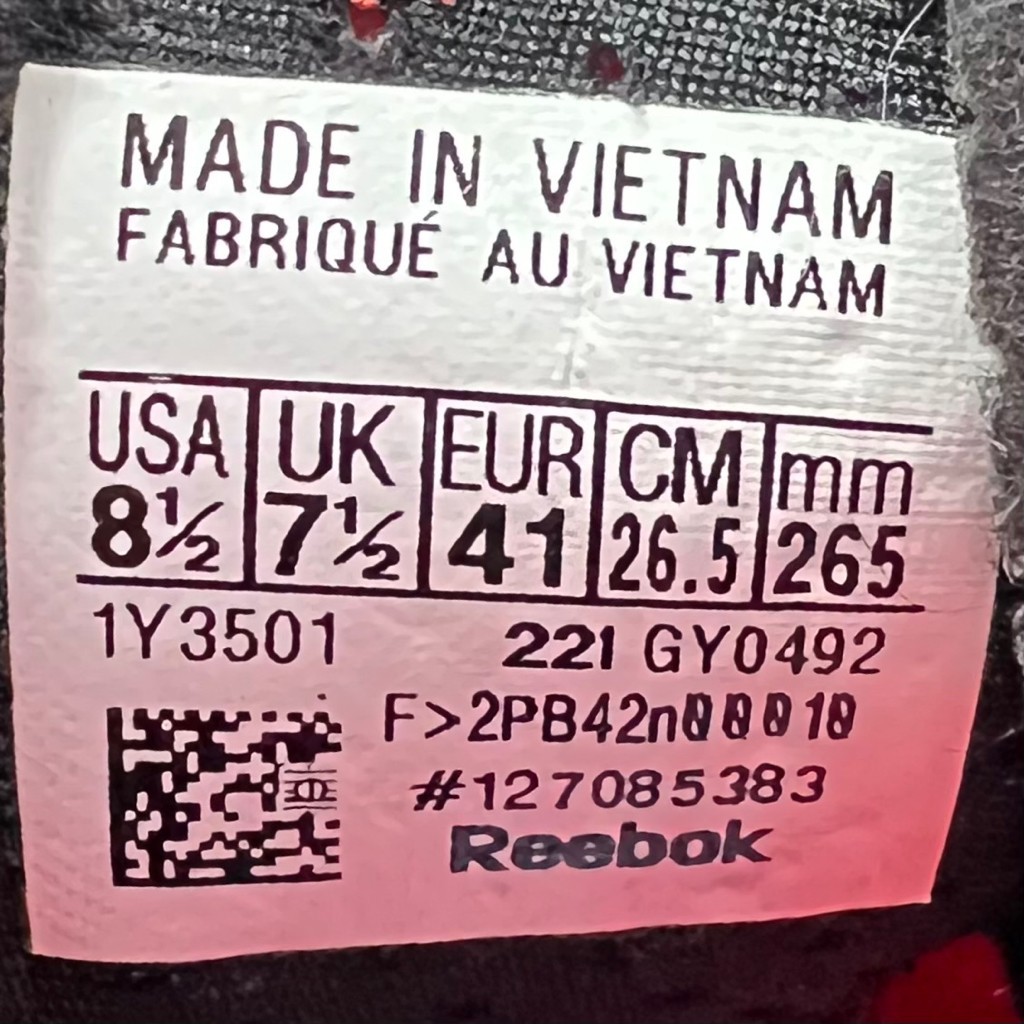 MADE IN VIETNAM
FABRIQUÉ AU VIETNAM
USA UK EUR CM mm
8½ 7½ 41 26.5 265
1Y3501 221 GY0492
F>2PB42n00010
#127085383
Reebok